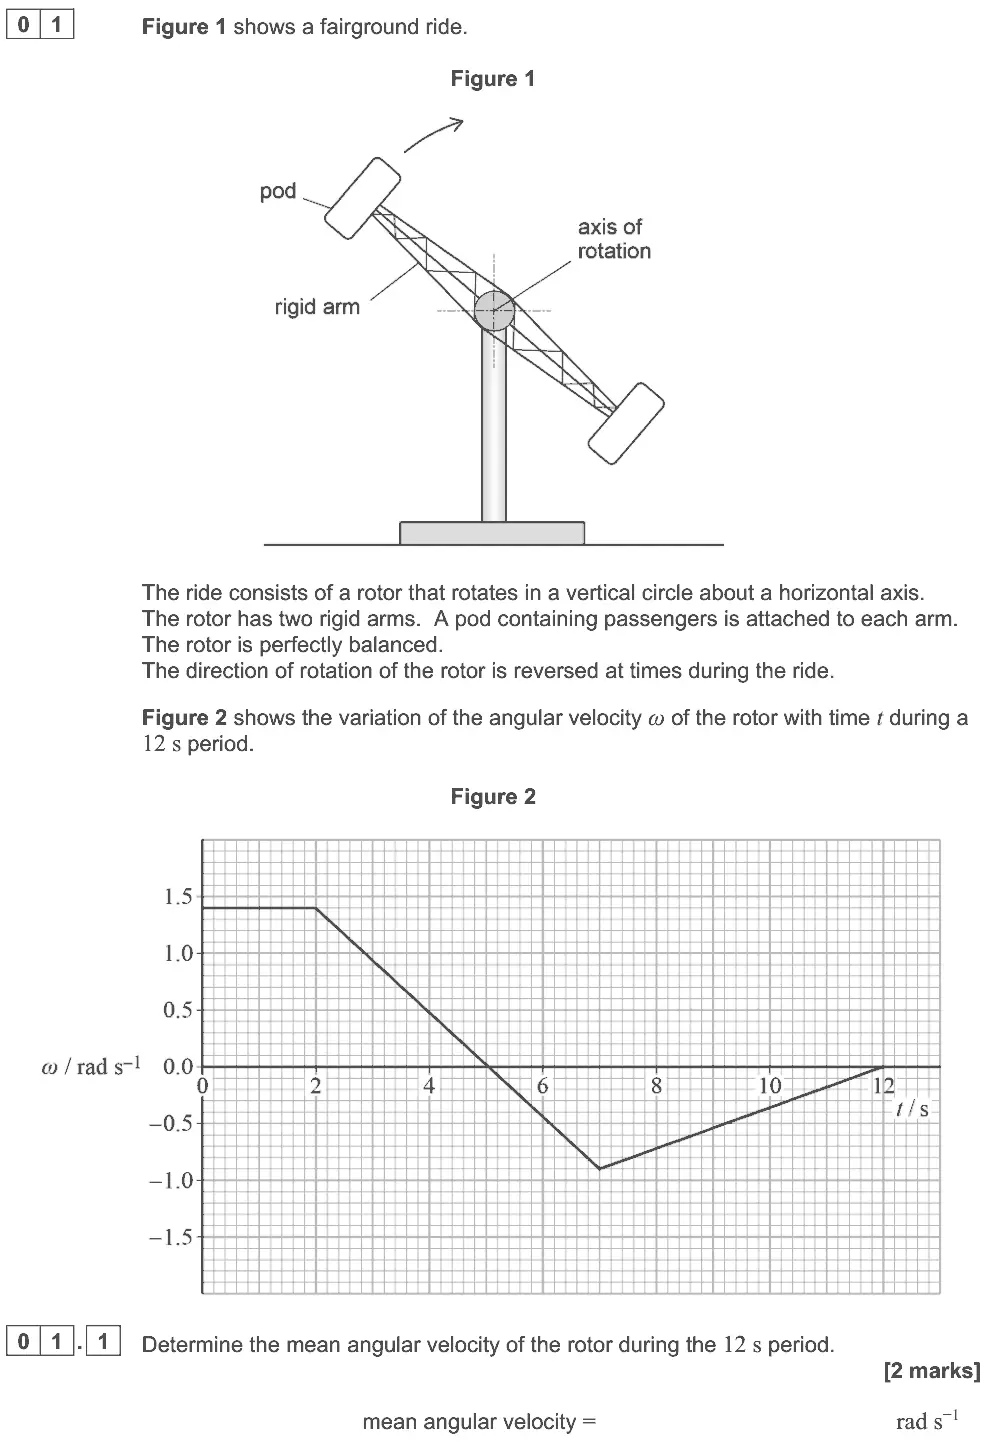 0 1 Figure 1 shows a fairground ride.
Figure 1
pod
axis of
rotation
rigid arm
The ride consists of a rotor that rotates in a vertical circle about a horizontal axis.
The rotor has two rigid arms. A pod containing passengers is attached to each arm.
The rotor is perfectly balanced.
The direction of rotation of the rotor is reversed at times during the ride.
Figure 2 shows the variation of the angular velocity ω of the rotor with time t during a
12 s period.
Figure 2
1.5
1.0
0.5
ω / rad s⁻¹ 0.0
0 2 4 6 8 10 12
t / s
−0.5
−1.0
−1.5
0 1 . 1 Determine the mean angular velocity of the rotor during the 12 s period.
[2 marks]
mean angular velocity = rad s⁻¹